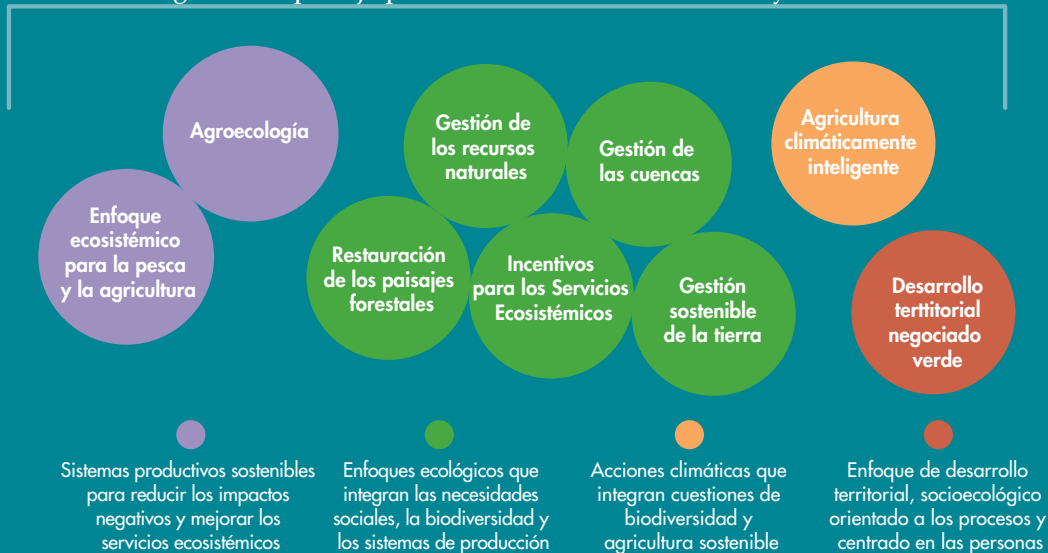 Agroecología
Gestión de
los recursos
naturales
Gestión de
las cuencas
Agricultura
climáticamente
inteligente
Enfoque
ecosistémico
para la pesca
y la agricultura
Restauración
de los paisajes
forestales
Incentivos
para los Servicios
Ecosistémicos
Gestión
sostenible
de la tierra
Desarrollo
terttitorial
negociado
verde
Sistemas productivos sostenibles
para reducir los impactos
negativos y mejorar los
servicios ecosistémicos
Enfoques ecológicos que
integran las necesidades
sociales, la biodiversidad y
los sistemas de producción
Acciones climáticas que
integran cuestiones de
biodiversidad y
agricultura sostenible
Enfoque de desarrollo
territorial, socioecológico
orientado a los procesos y
centrado en las personas